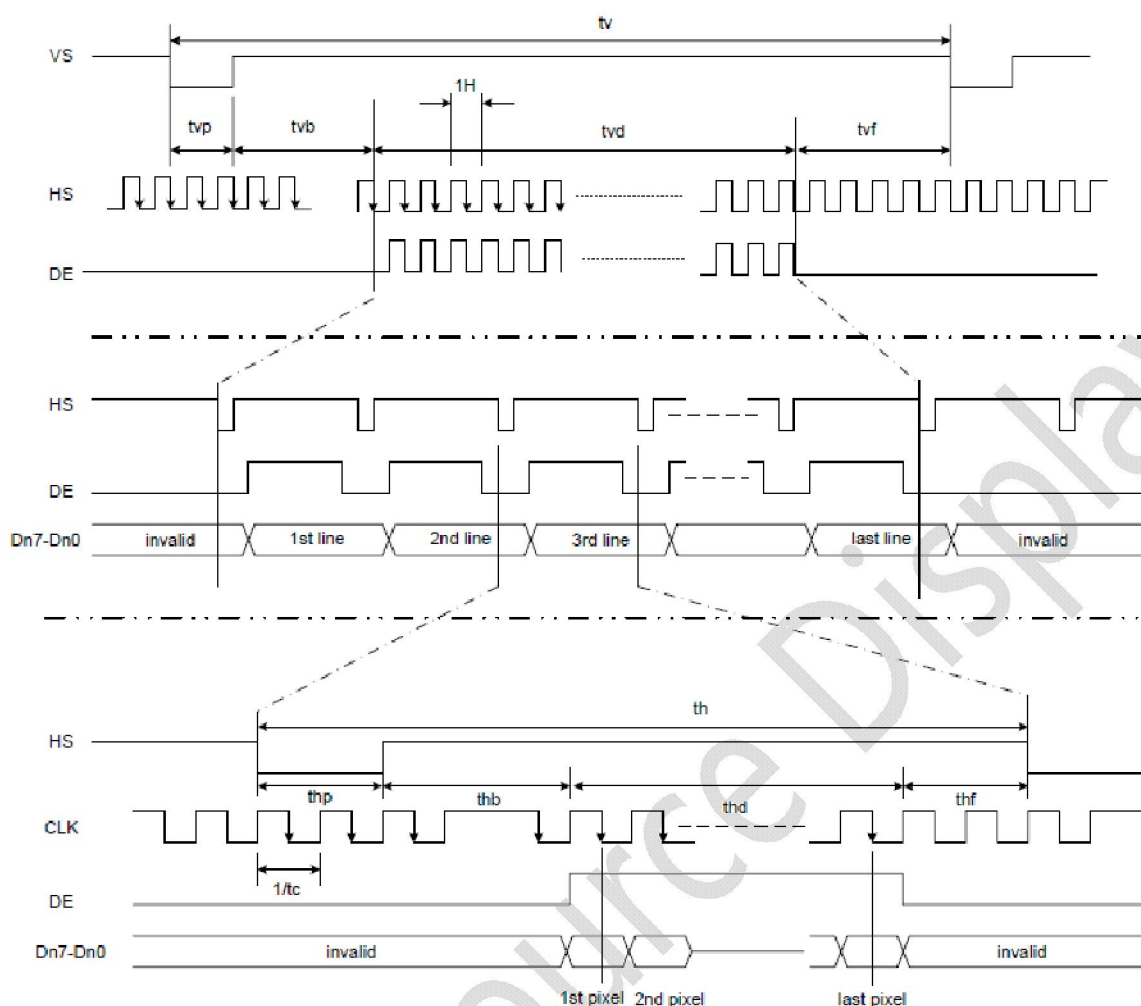 tv
VS
1H
tvp
tvb
tvd
tvf
HS
DE
HS
DE
Dn7-Dn0
invalid
1st line
2nd line
3rd line
last line
invalid
th
HS
thp
thb
thd
thf
CLK
1/tc
DE
Dn7-Dn0
invalid
invalid
1st pixel
2nd pixel
last pixel
urce Display